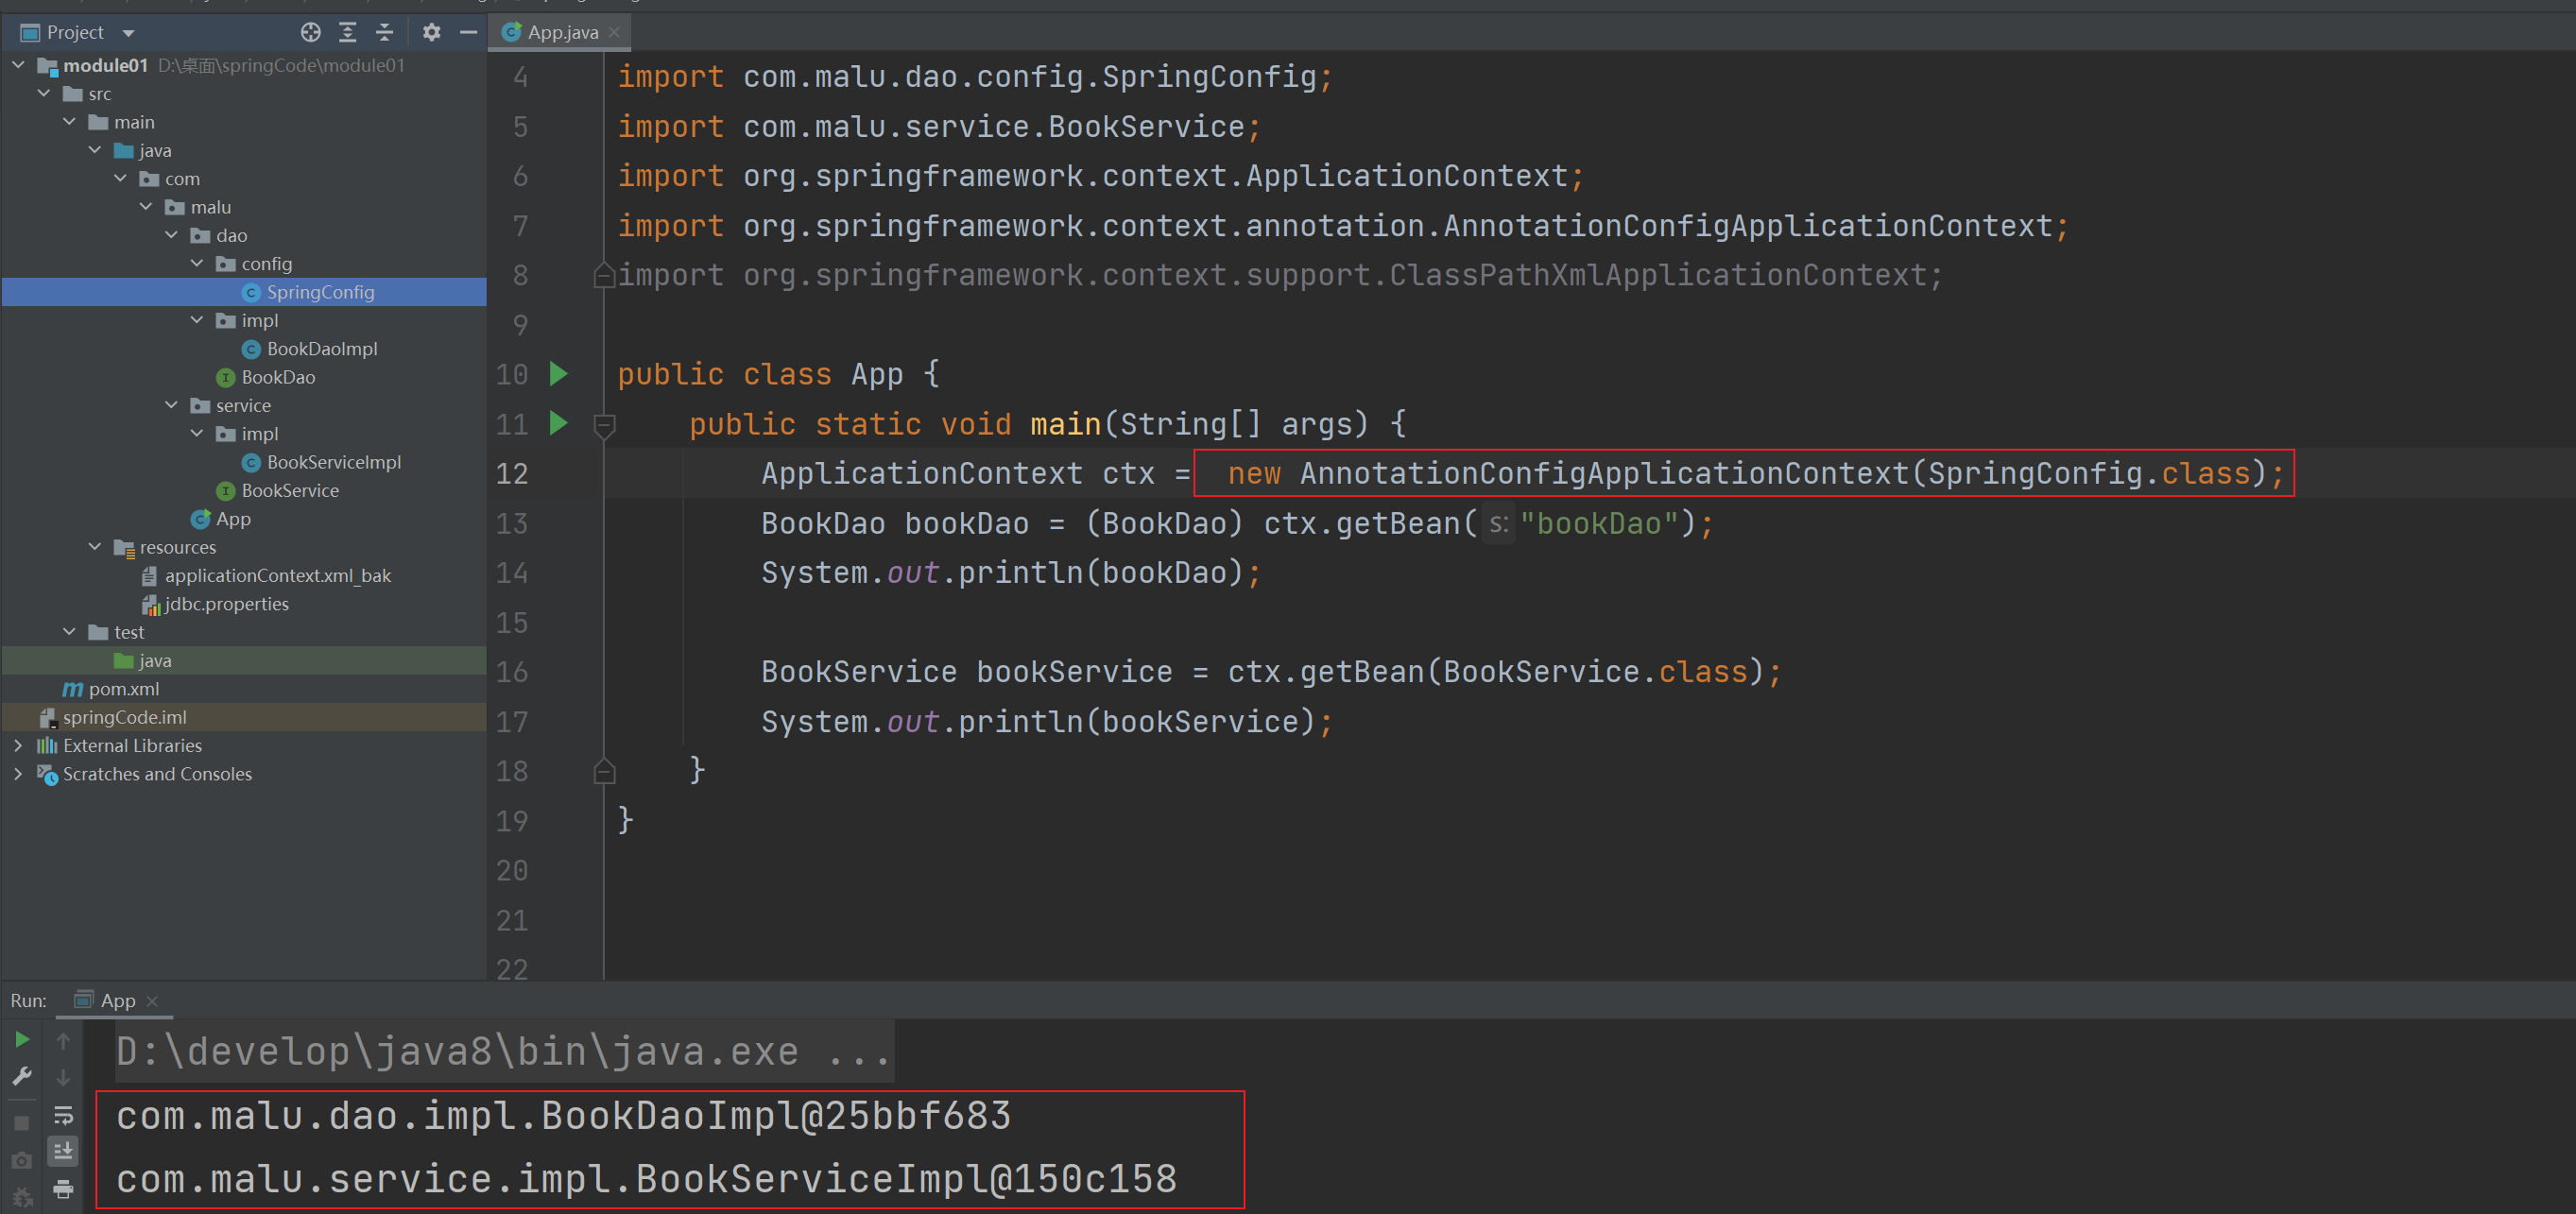 Project
App.java
module01 D:\桌面\springCode\module01
src
main
java
com
malu
dao
config
SpringConfig
impl
BookDaoImpl
BookDao
service
impl
BookServiceImpl
BookService
App
resources
applicationContext.xml_bak
jdbc.properties
test
java
pom.xml
springCode.iml
External Libraries
Scratches and Consoles
4 import com.malu.dao.config.SpringConfig;
5 import com.malu.service.BookService;
6 import org.springframework.context.ApplicationContext;
7 import org.springframework.context.annotation.AnnotationConfigApplicationContext;
8 import org.springframework.context.support.ClassPathXmlApplicationContext;
9
10 public class App {
11 public static void main(String[] args) {
12 ApplicationContext ctx = new AnnotationConfigApplicationContext(SpringConfig.class);
13 BookDao bookDao = (BookDao) ctx.getBean( s: "bookDao");
14 System.out.println(bookDao);
15
16 BookService bookService = ctx.getBean(BookService.class);
17 System.out.println(bookService);
18 }
19 }
20
21
22
Run: App
D:\develop\java8\bin\java.exe ...
com.malu.dao.impl.BookDaoImpl@25bbf683
com.malu.service.impl.BookServiceImpl@150c158